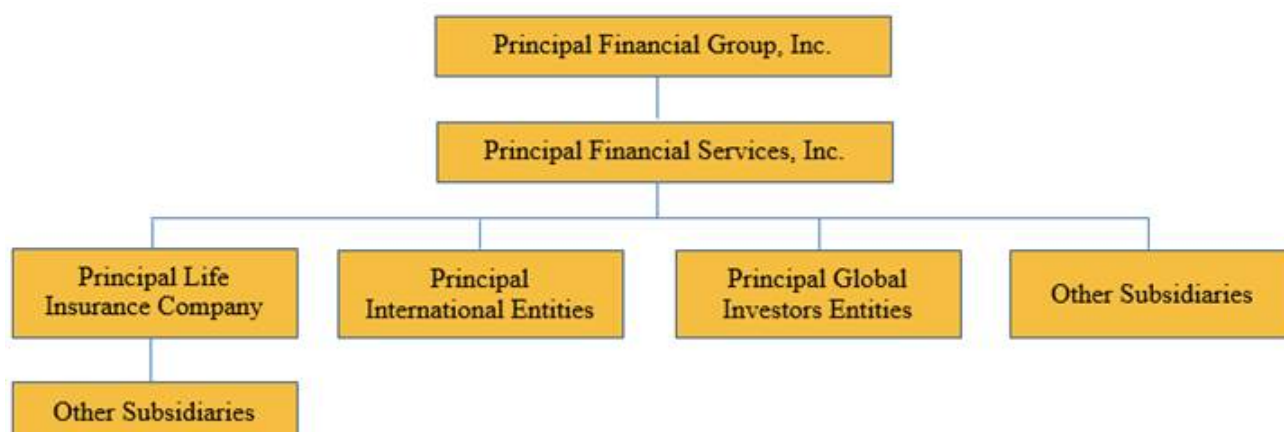 Principal Financial Group, Inc.
Principal Financial Services, Inc.
Principal Life
Insurance Company
Principal
International Entities
Principal Global
Investors Entities
Other Subsidiaries
Other Subsidiaries